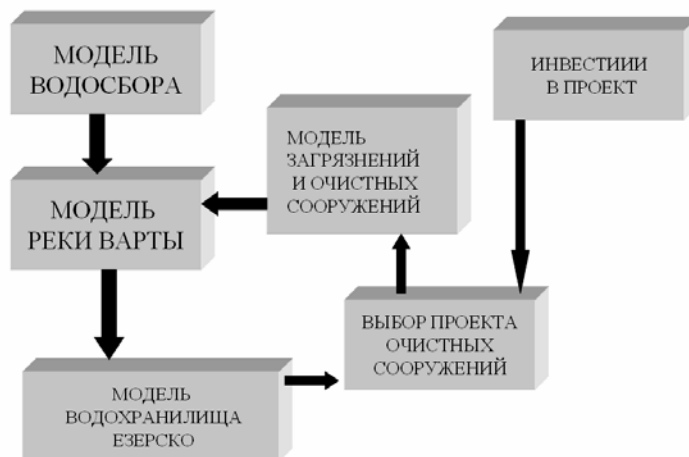 МОДЕЛЬ
ВОДОСБОРА
ИНВЕСТИИИ
В ПРОЕКТ
МОДЕЛЬ
ЗАГРЯЗНЕНИЙ
И ОЧИСТНЫХ
СООРУЖЕНИЙ
МОДЕЛЬ
РЕКИ ВАРТЫ
ВЫБОР ПРОЕКТА
ОЧИСТНЫХ
СООРУЖЕНИЙ
МОДЕЛЬ
ВОДОХРАНИЛИЩА
ЕЗЕРСКО